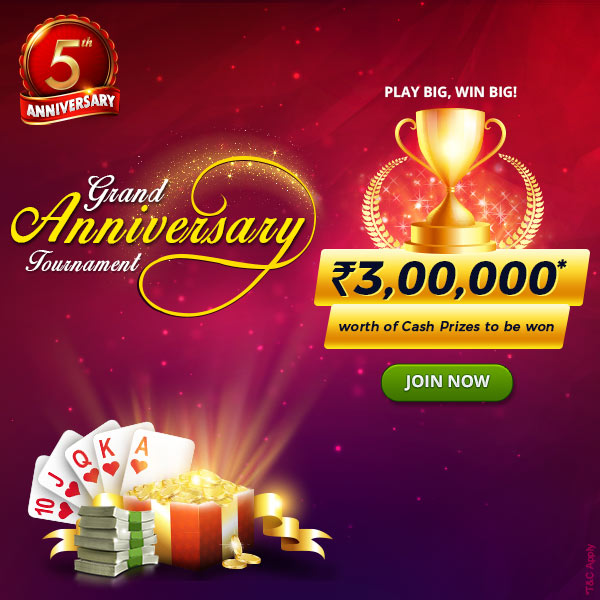 5th
ANNIVERSARY
PLAY BIG, WIN BIG!
Grand
Anniversary
Tournament
₹3,00,000*
worth of Cash Prizes to be won
JOIN NOW
10 J Q K A
*T&C Apply